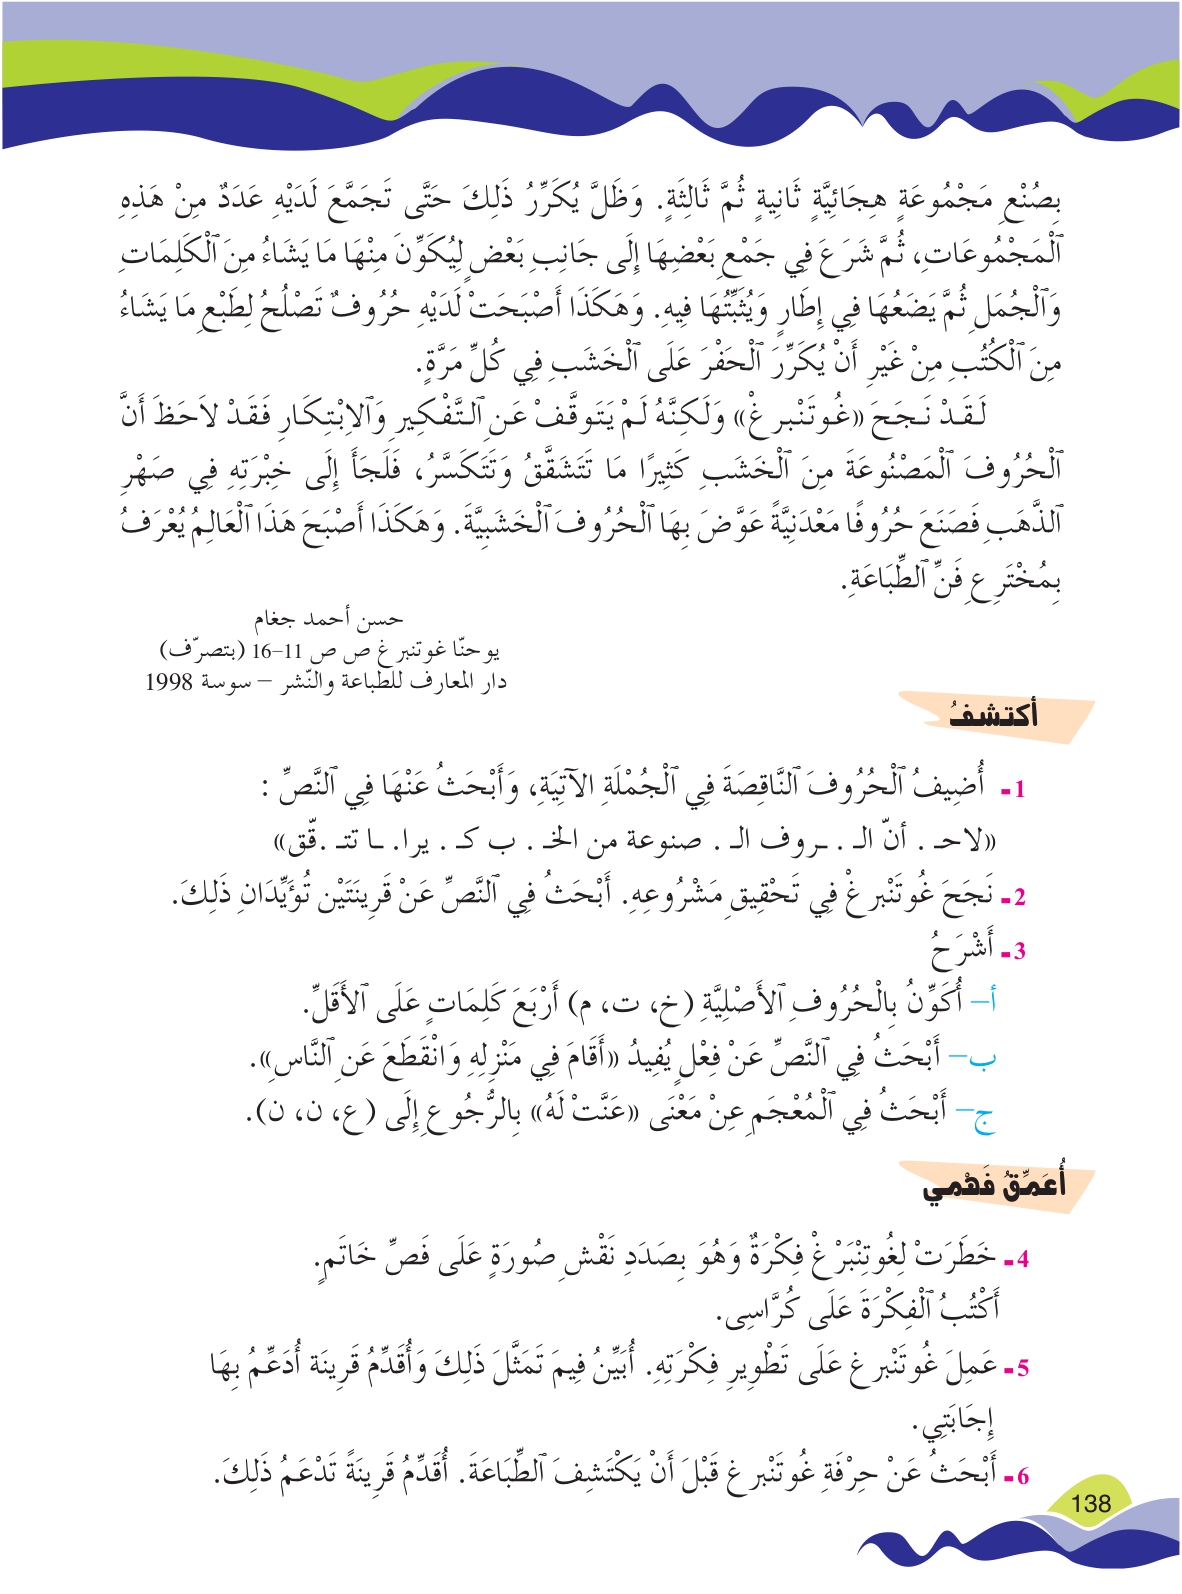 بِصُنْعِ مَجْمُوعَةٍ هِجَائِيَّةٍ ثَانِيةٍ ثُمَّ ثَالِثَةٍ. وَظَلَّ يُكَرِّرُ ذَلِكَ حَتَّى تَجَمَّعَ لَدَيْهِ عَدَدٌ مِنْ هَذِهِ
ٱلْمَجْمُوعَاتِ، ثُمَّ شَرَعَ فِي جَمْعِ بَعْضِهَا إِلَى جَانِبِ بَعْضٍ لِيُكَوِّنَ مِنْهَا مَا يَشَاءُ مِنَ ٱلْكَلِمَاتِ
وَٱلْجُمَلِ ثُمَّ يَضَعُهَا فِي إِطَارٍ وَيُثَبِّتُهَا فِيهِ. وَهَكَذَا أَصْبَحَتْ لَدَيْهِ حُرُوفٌ تَصْلُحُ لِطَبْعِ مَا يَشَاءُ
مِنَ ٱلْكُتُبِ مِنْ غَيْرِ أَنْ يُكَرِّرَ ٱلْحَفْرَ عَلَى ٱلْخَشَبِ فِي كُلِّ مَرَّةٍ.
لَقَدْ نَجَحَ «غُوتَنْبرغْ» وَلَكِنَّهُ لَمْ يَتَوقَّفْ عَنِ ٱلتَّفْكِيرِ وَٱلاِبْتِكَارِ فَقَدْ لاَحَظَ أَنَّ
ٱلْحُرُوفَ ٱلْمَصْنُوعَةَ مِنَ ٱلْخَشَبِ كَثِيرًا مَا تَتَشَقَّقُ وَتَتَكَسَّرُ، فَلَجَأَ إِلَى خِبْرَتِهِ فِي صَهْرِ
ٱلذَّهَبِ فَصَنَعَ حُرُوفًا مَعْدَنِيَّةً عَوَّضَ بِهَا ٱلْحُرُوفَ ٱلْخَشَبِيَّةَ. وَهَكَذَا أَصْبَحَ هَذَا ٱلْعَالِمُ يُعْرَفُ
بِمُخْتَرِعِ فَنِّ ٱلطِّبَاعَةِ.
حسن أحمد جغام
يوحنّا غوتنبرغ ص ص 11–16 (بتصرّف)
دار المعارف للطباعة والنّشر – سوسة 1998
أكتشفُ
1 - أُضِيفُ ٱلْحُرُوفَ ٱلنَّاقِصَةَ فِي ٱلْجُمْلَةِ الآتِيَةِ، وَأَبْحَثُ عَنْهَا فِي ٱلنَّصِّ :
«لاحـ . أنّ الـ . ـروف الـ . صنوعة من الخـ . ب كـ . يرا. ـا تتـ .قّق»
2 - نَجَحَ غُوتَنْبرغْ فِي تَحْقِيقِ مَشْرُوعِهِ. أَبْحَثُ فِي ٱلنَّصِّ عَنْ قَرِينَتَيْن تُؤَيِّدَانِ ذَلِكَ.
3 - أَشْرَحُ
أ– أُكَوِّنُ بِالْحُرُوفِ ٱلأَصْلِيَّةِ (خ، ت، م) أَرْبَعَ كَلِمَاتٍ عَلَى ٱلأَقَلِّ.
ب– أَبْحَثُ فِي ٱلنَّصِّ عَنْ فِعْلٍ يُفِيدُ «أَقَامَ فِي مَنْزِلِهِ وَانْقَطَعَ عَنِ ٱلنَّاسِ».
ج– أَبْحَثُ فِي ٱلْمُعْجَمِ عِنْ مَعْنَى «عَنَّتْ لَهُ» بِالرُّجُوعِ إِلَى (ع، ن، ن).
أُعَمِّقُ فَهْمي
4 - خَطَرَتْ لِغُوتِنْبَرْغْ فِكْرَةٌ وَهُوَ بِصَدَدِ نَقْشِ صُورَةٍ عَلَى فَصِّ خَاتَمٍ.
أَكْتُبُ ٱلْفِكْرَةَ عَلَى كُرَّاسِى.
5 - عَمِلَ غُوتَنْبرغ عَلَى تَطْوِيرِ فِكْرَتِهِ. أُبَيِّنُ فِيمَ تَمَثَّلَ ذَلِكَ وَأُقَدِّمُ قَرِينَة أُدَعِّمُ بِهَا
إِجَابَتِي.
6 - أَبْحَثُ عَنْ حِرْفَةِ غُوتَنْبرغ قَبْلَ أَنْ يَكْتَشِفَ ٱلطِّبَاعَةَ. أُقَدِّمُ قَرِينَةً تَدْعَمُ ذَلِكَ.
138